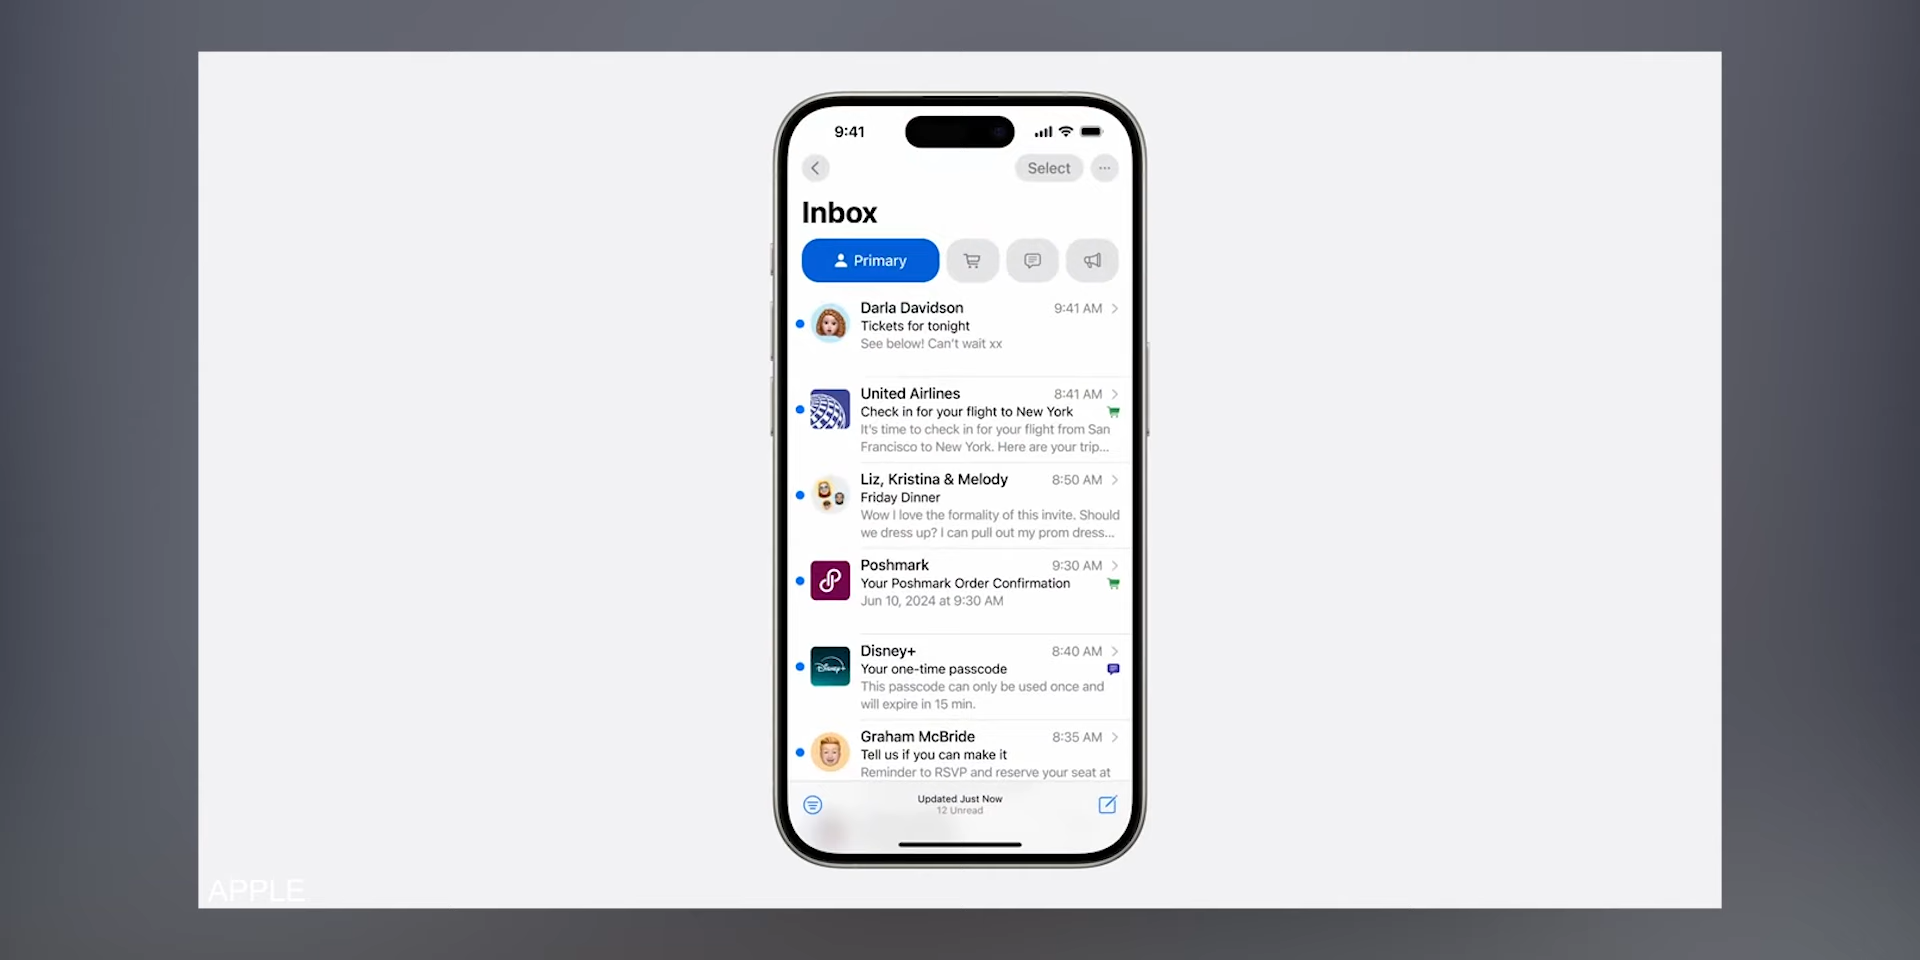 9:41
Select
Inbox
Primary
Darla Davidson 9:41 AM
Tickets for tonight
See below! Can't wait xx
United Airlines 8:41 AM
Check in for your flight to New York
It's time to check in for your flight from San
Francisco to New York. Here are your trip...
Liz, Kristina & Melody 8:50 AM
Friday Dinner
Wow I love the formality of this invite. Should
we dress up? I can pull out my prom dress...
Poshmark 9:30 AM
Your Poshmark Order Confirmation
Jun 10, 2024 at 9:30 AM
Disney+ 8:40 AM
Disney+
Your one-time passcode
This passcode can only be used once and
will expire in 15 min.
Graham McBride 8:35 AM
Tell us if you can make it
Reminder to RSVP and reserve your seat at
Updated Just Now
12 Unread
APPLE